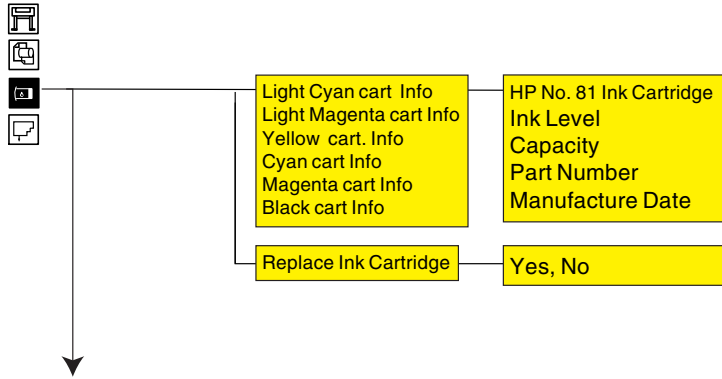 Light Cyan cart Info
Light Magenta cart Info
Yellow cart. Info
Cyan cart Info
Magenta cart Info
Black cart Info
HP No. 81 Ink Cartridge
Ink Level
Capacity
Part Number
Manufacture Date
Replace Ink Cartridge
Yes, No